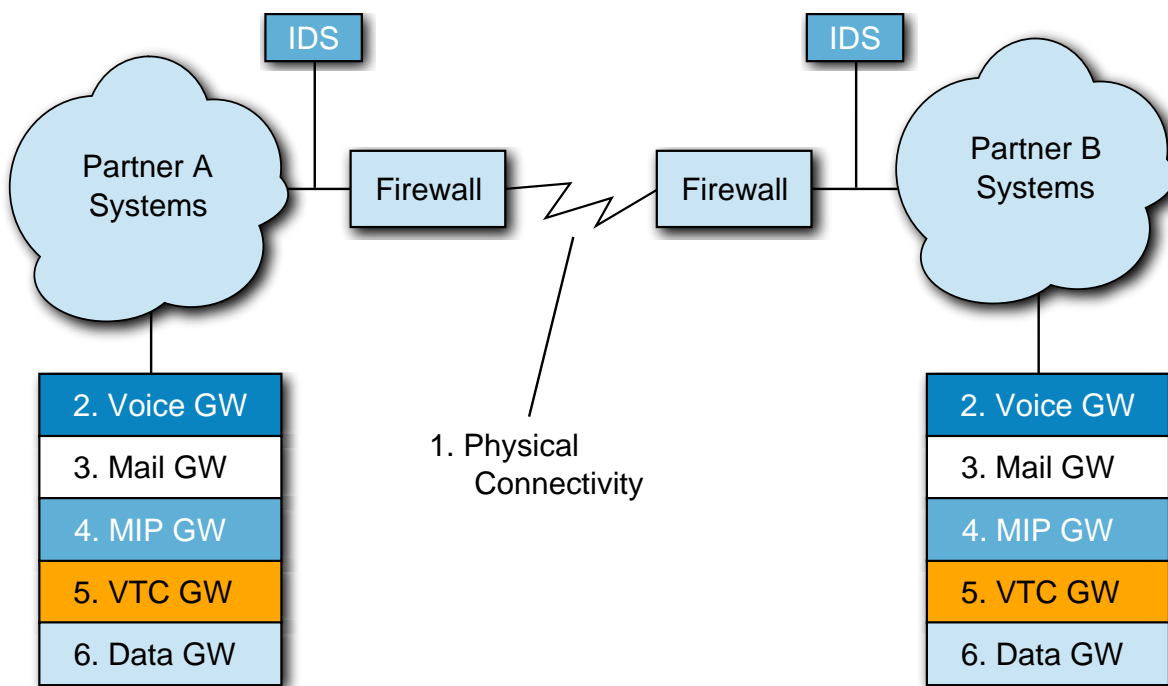 IDS
IDS
Partner A
Systems
Firewall
Firewall
Partner B
Systems
2. Voice GW
3. Mail GW
4. MIP GW
5. VTC GW
6. Data GW
1. Physical
Connectivity
2. Voice GW
3. Mail GW
4. MIP GW
5. VTC GW
6. Data GW